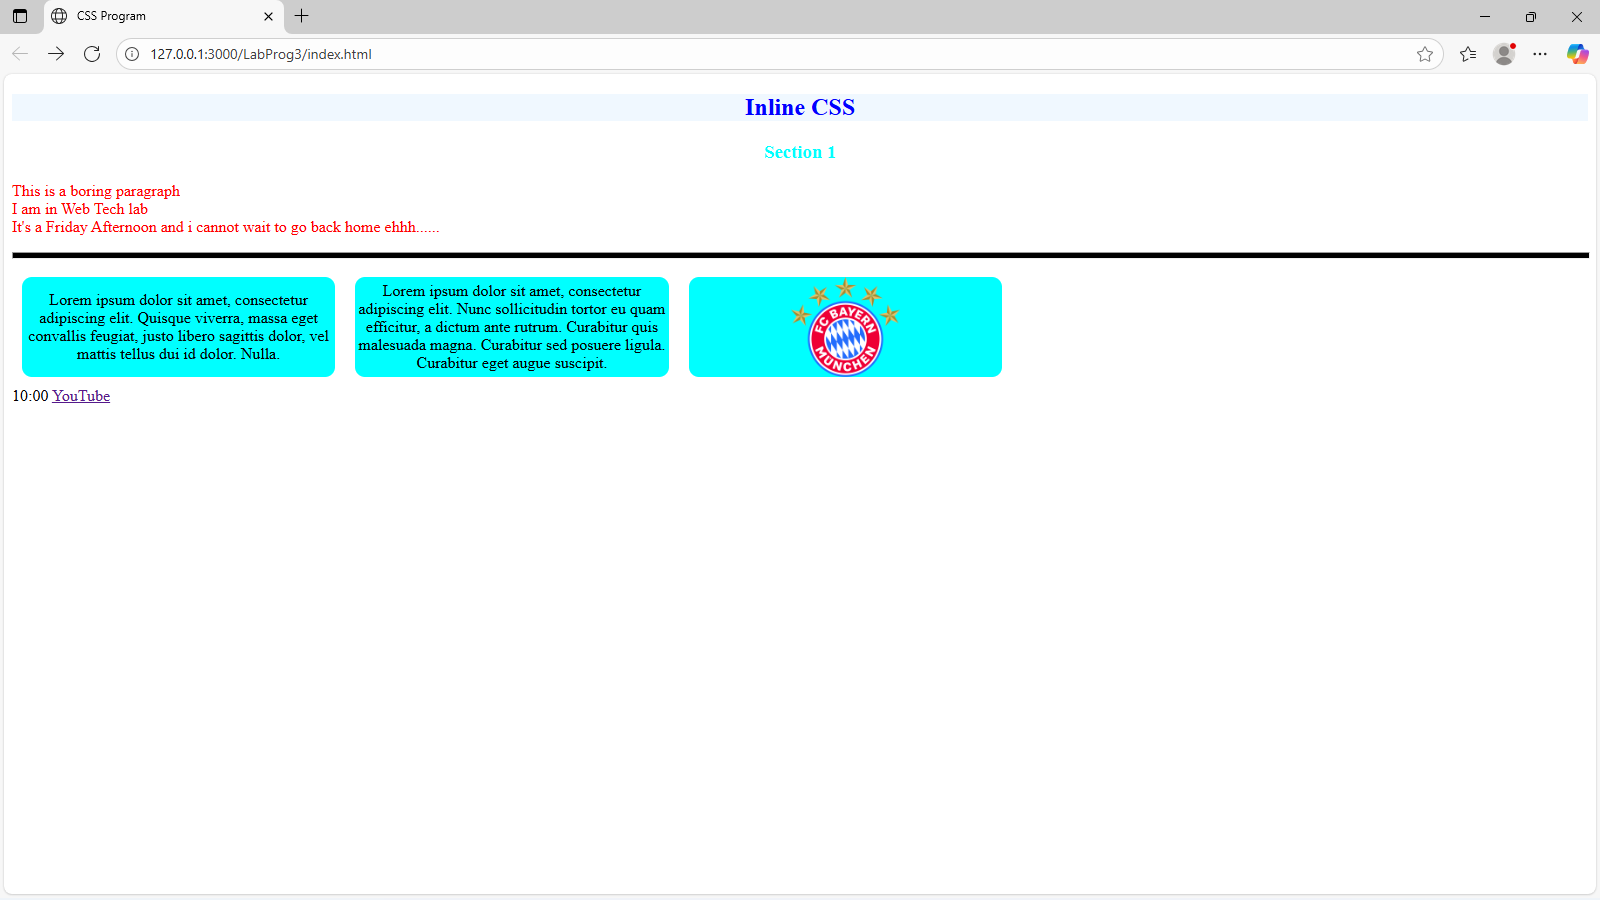 CSS Program
127.0.0.1:3000/LabProg3/index.html
Inline CSS
Section 1
This is a boring paragraph
I am in Web Tech lab
It's a Friday Afternoon and i cannot wait to go back home ehhh......
Lorem ipsum dolor sit amet, consectetur
adipiscing elit. Quisque viverra, massa eget
convallis feugiat, justo libero sagittis dolor, vel
mattis tellus dui id dolor. Nulla.
Lorem ipsum dolor sit amet, consectetur
adipiscing elit. Nunc sollicitudin tortor eu quam
efficitur, a dictum ante rutrum. Curabitur quis
malesuada magna. Curabitur sed posuere ligula.
Curabitur eget augue suscipit.
FC BAYERN
MÜNCHEN
10:00 YouTube